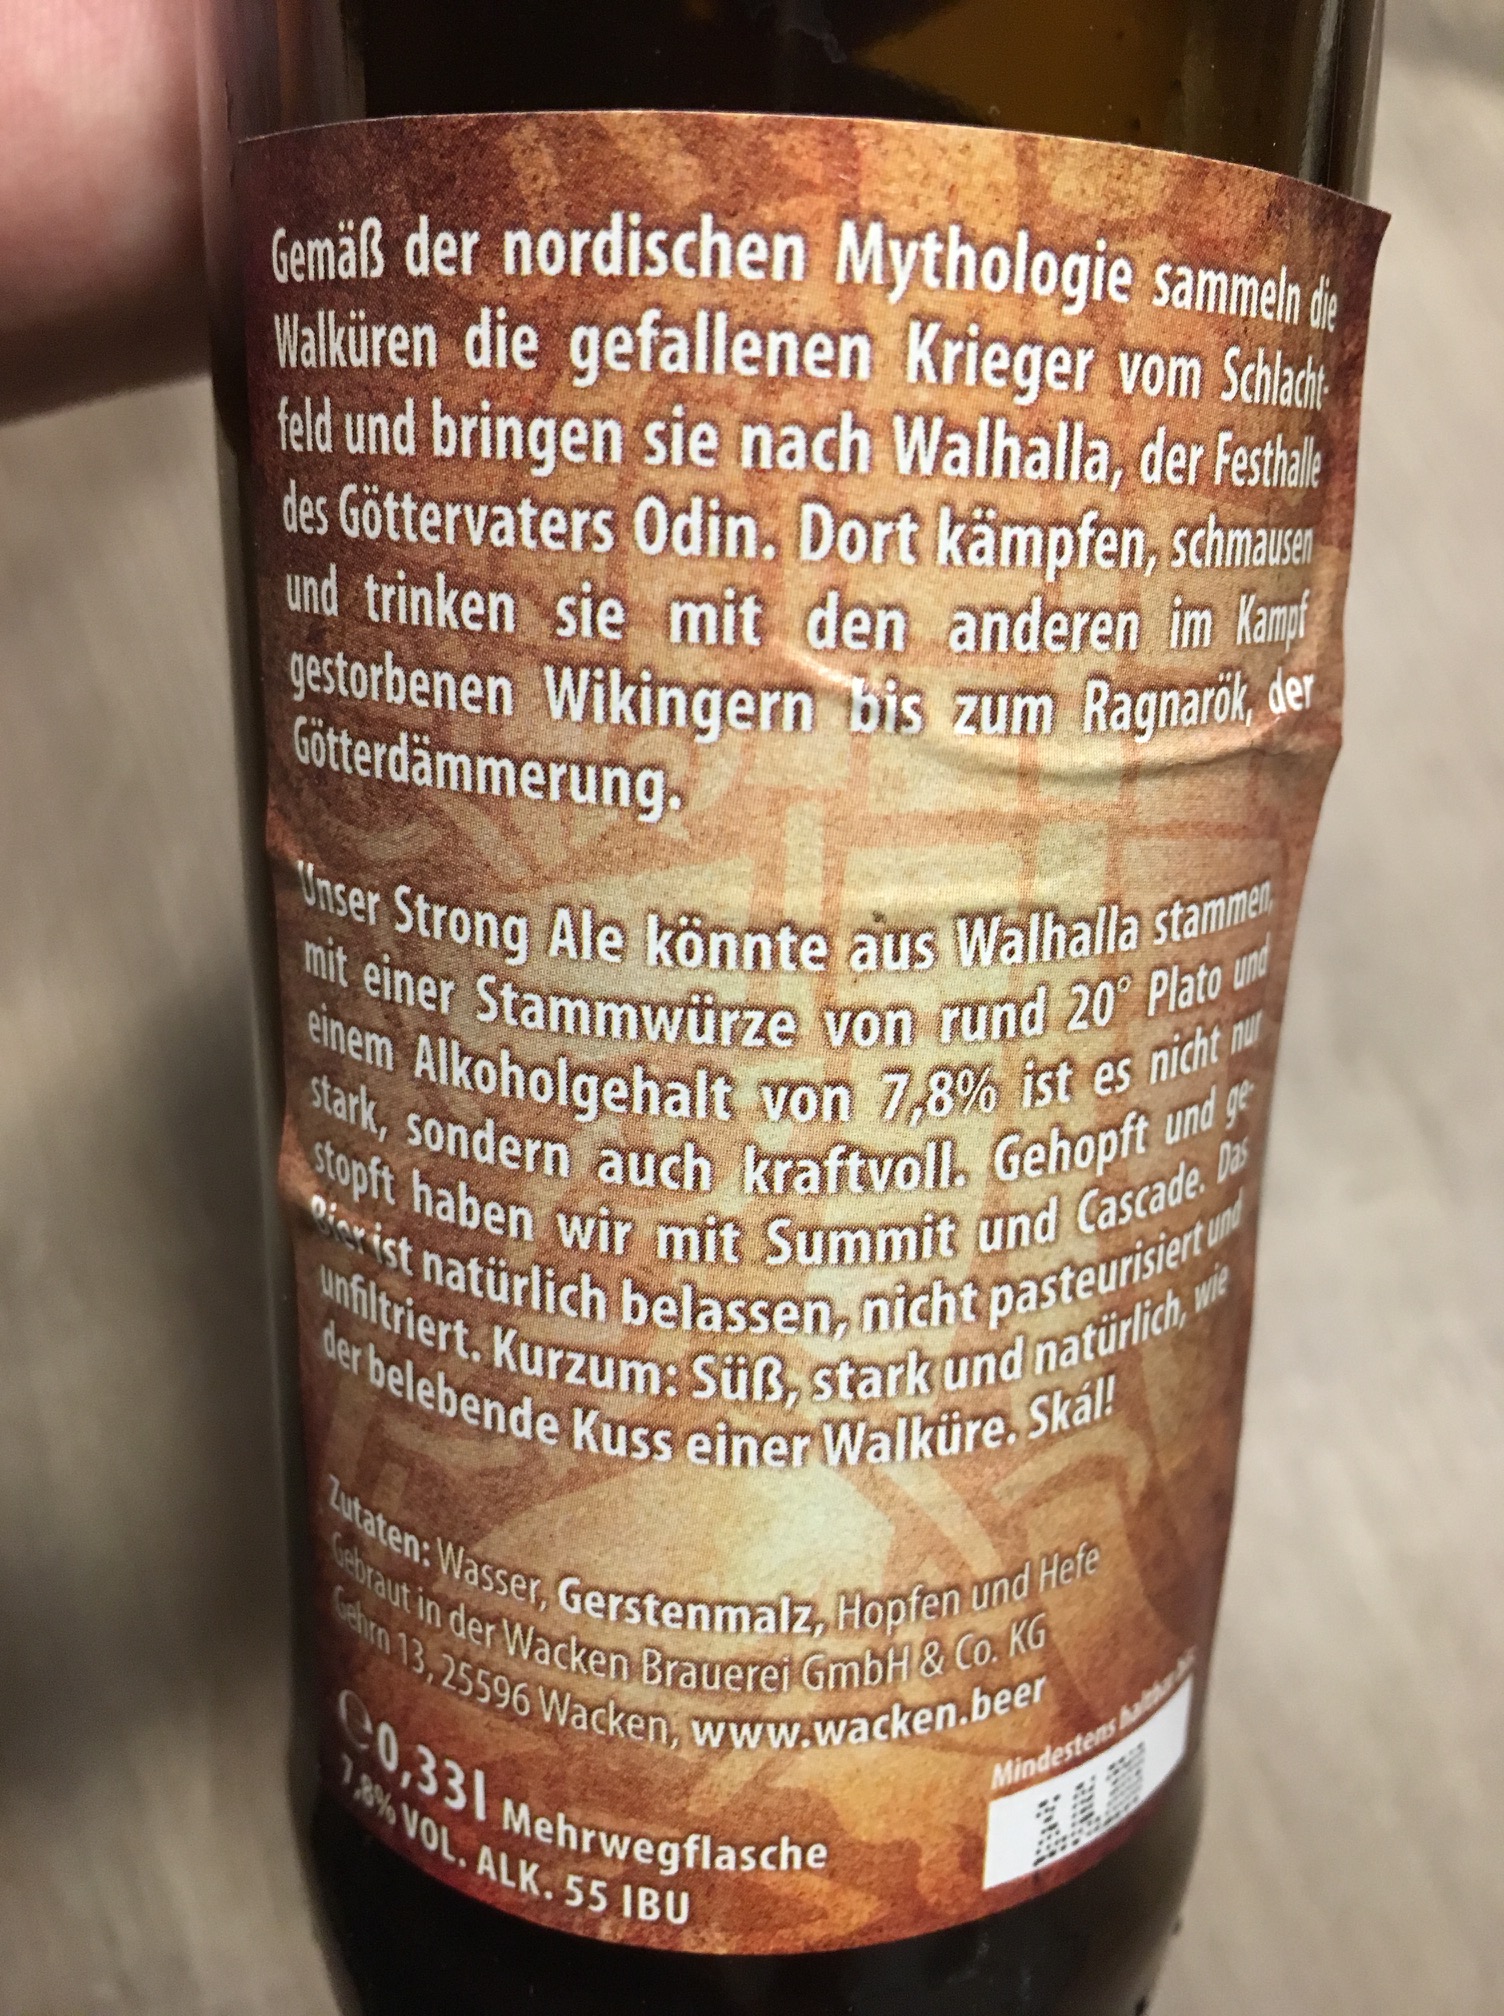 Gemäß der nordischen Mythologie sammeln die
Walküren die gefallenen Krieger vom Schlacht-
feld und bringen sie nach Walhalla, der Festhalle
des Göttervaters Odin. Dort kämpfen, schmausen
und trinken sie mit den anderen im Kampf
gestorbenen Wikingern bis zum Ragnarök, der
Götterdämmerung.
Unser Strong Ale könnte aus Walhalla stammen,
mit einer Stammwürze von rund 20° Plato und
einem Alkoholgehalt von 7,8% ist es nicht nur
stark, sondern auch kraftvoll. Gehopft und ge-
stopft haben wir mit Summit und Cascade. Das
Bier ist natürlich belassen, nicht pasteurisiert und
unfiltriert. Kurzum: Süß, stark und natürlich, wie
der belebende Kuss einer Walküre. Skál!
Zutaten: Wasser, Gerstenmalz, Hopfen und Hefe
Gebraut in der Wacken Brauerei GmbH & Co. KG
Gehrn 13, 25596 Wacken, www.wacken.beer
℮0,33l Mehrwegflasche
7,8% VOL. ALK. 55 IBU
Mindestens haltbar bis